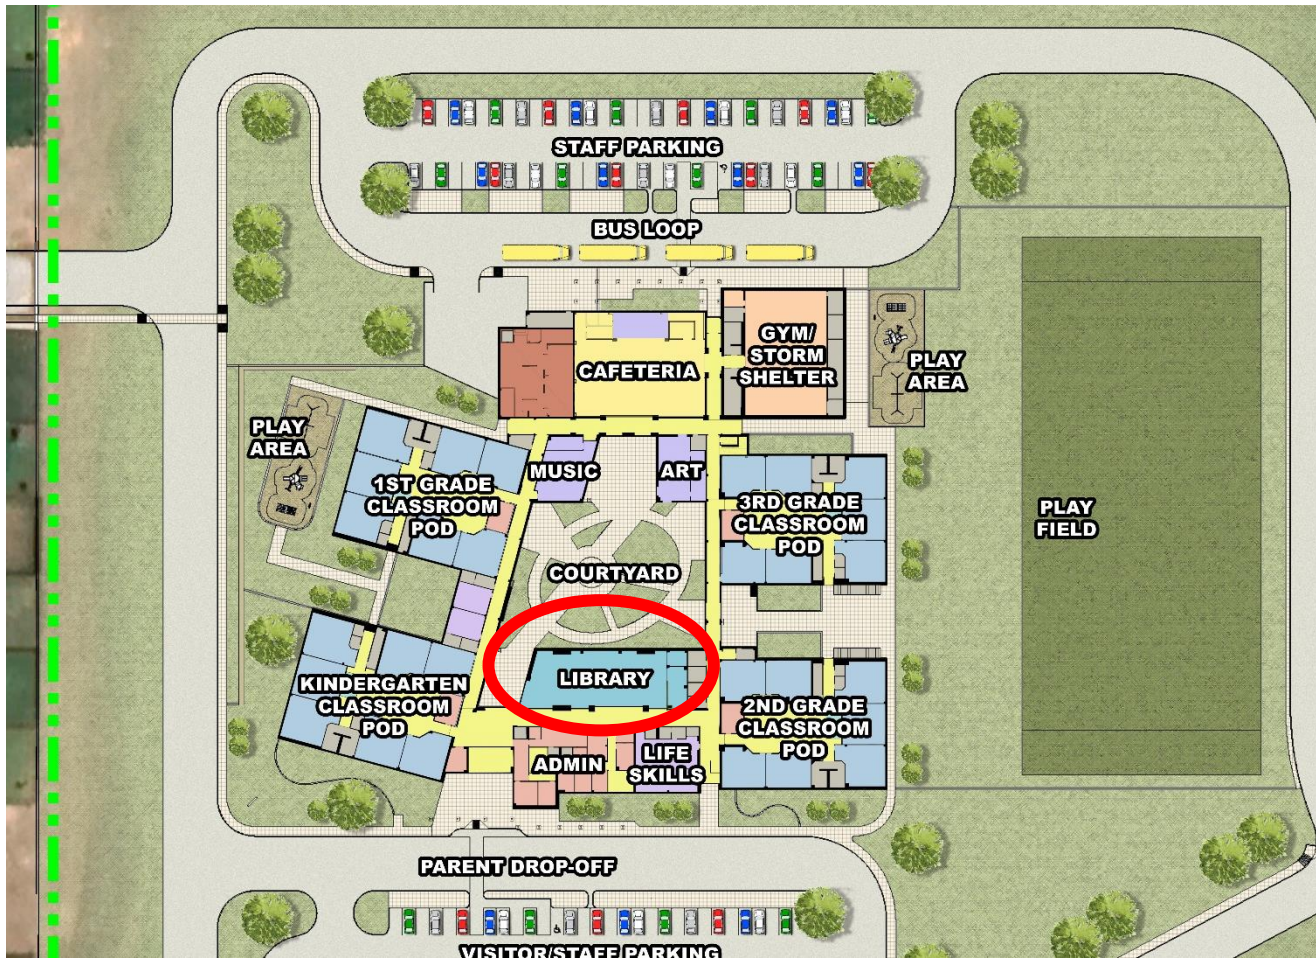 STAFF PARKING
BUS LOOP
GYM/
STORM
SHELTER
CAFETERIA
PLAY
AREA
PLAY
AREA
MUSIC
ART
1ST GRADE
CLASSROOM
POD
3RD GRADE
CLASSROOM
POD
PLAY
FIELD
COURTYARD
LIBRARY
KINDERGARTEN
CLASSROOM
POD
2ND GRADE
CLASSROOM
POD
ADMIN
LIFE
SKILLS
PARENT DROP-OFF
VISITOR/STAFF PARKING